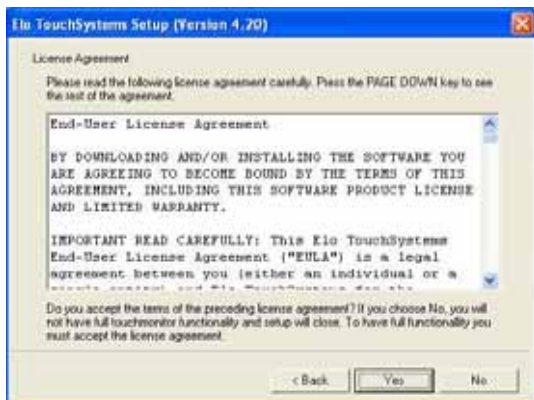 Elo TouchSystems Setup (Version 4.20)
License Agreement
Please read the following license agreement carefully. Press the PAGE DOWN key to see
the rest of the agreement.
End-User License Agreement
BY DOWNLOADING AND/OR INSTALLING THE SOFTWARE YOU
ARE AGREEING TO BECOME BOUND BY THE TERMS OF THIS
AGREEMENT, INCLUDING THIS SOFTWARE PRODUCT LICENSE
AND LIMITED WARRANTY.
IMPORTANT READ CAREFULLY: This Elo TouchSystems
End-User License Agreement ("EULA") is a legal
agreement between you (either an individual or a
Do you accept the terms of the preceding license agreement? If you choose No, you will
not have full touchmonitor functionality and setup will close. To have full functionallity you
must accept the license agreement.
< Back
Yes
No